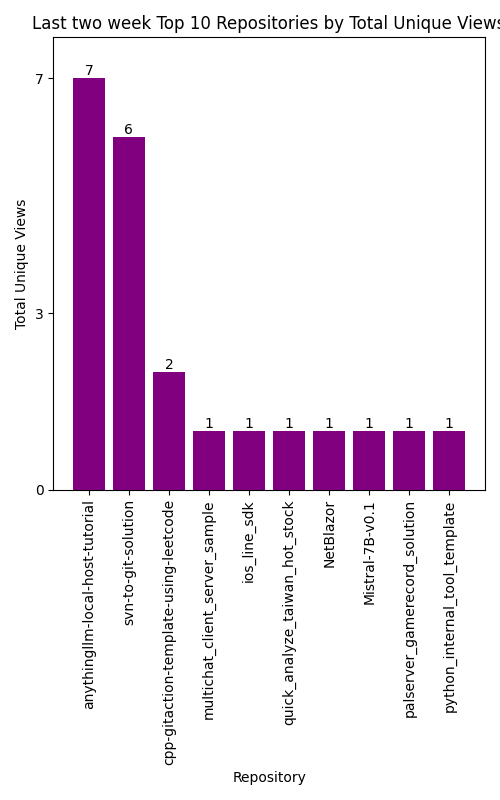 Last two week Top 10 Repositories by Total Unique Views
Total Unique Views
7
3
0
7
6
2
1
1
1
1
1
1
1
anythingllm-local-host-tutorial
svn-to-git-solution
cpp-gitaction-template-using-leetcode
multichat_client_server_sample
ios_line_sdk
quick_analyze_taiwan_hot_stock
NetBlazor
Mistral-7B-v0.1
palserver_gamerecord_solution
python_internal_tool_template
Repository